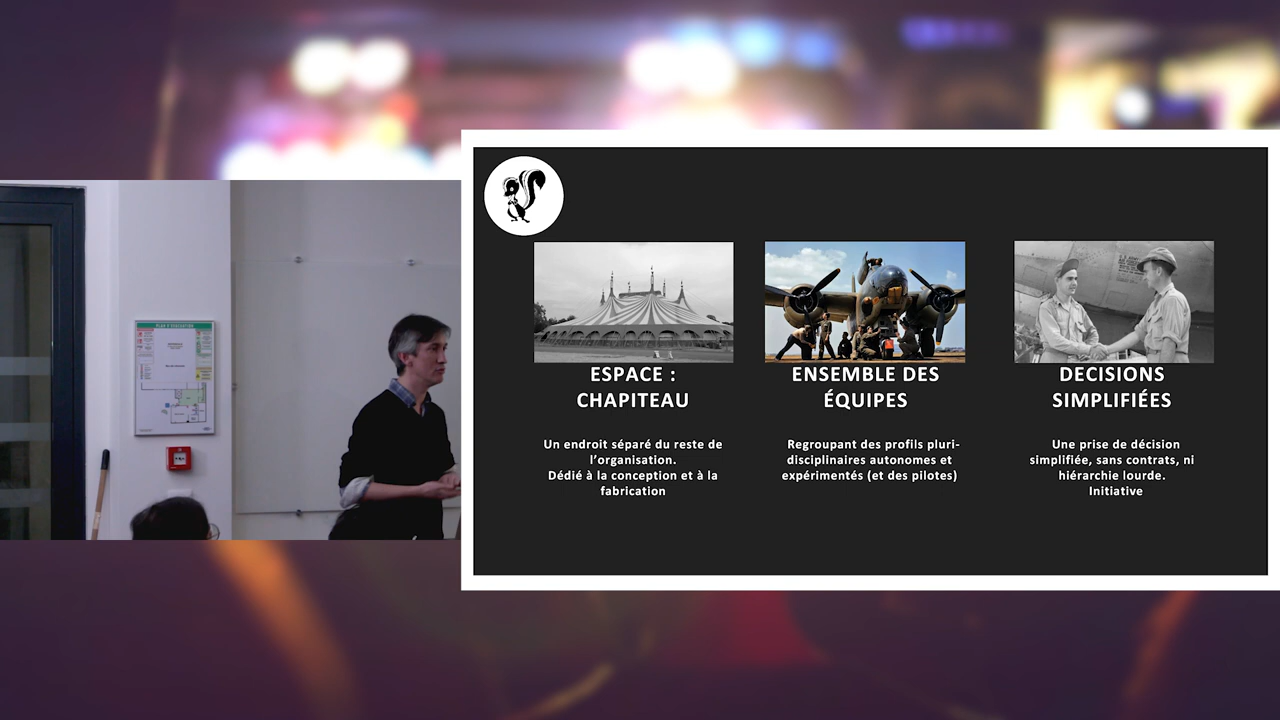 PLAN D'ÉVACUATION
ESPACE :
CHAPITEAU
Un endroit séparé du reste de
l'organisation.
Dédié à la conception et à la
fabrication
ENSEMBLE DES
ÉQUIPES
Regroupant des profils pluri-
disciplinaires autonomes et
expérimentés (et des pilotes)
DECISIONS
SIMPLIFIÉES
Une prise de décision
simplifiée, sans contrats, ni
hiérarchie lourde.
Initiative